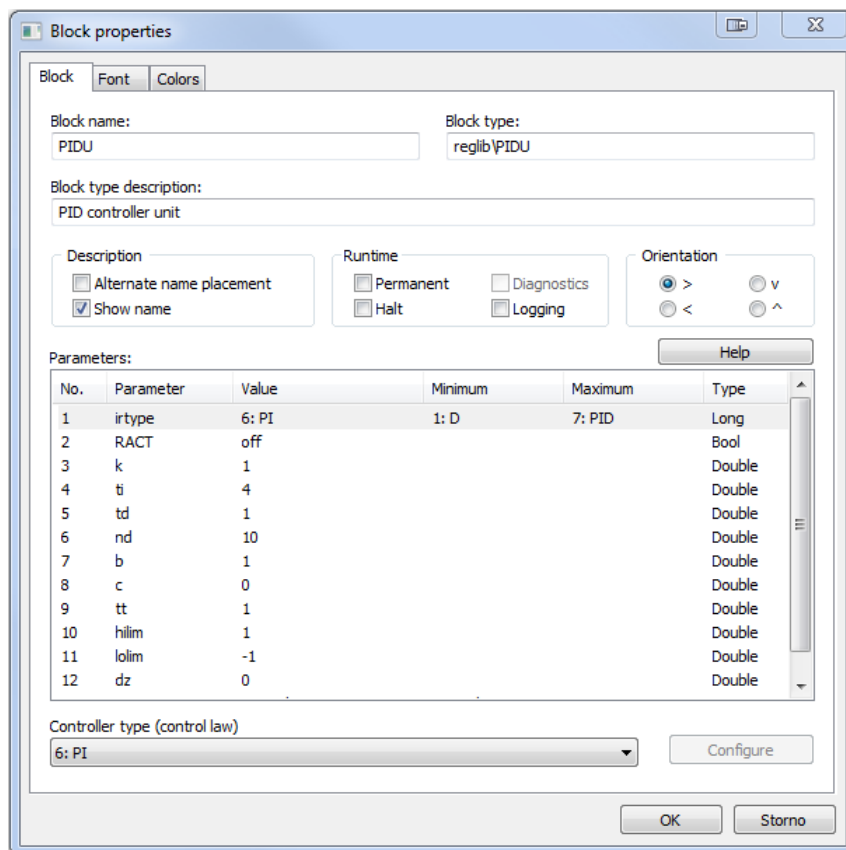 Block properties
Block Font Colors
Block name: Block type:
PIDU reglib\PIDU
Block type description:
PID controller unit
Description Runtime Orientation
Alternate name placement Permanent Diagnostics > v
Show name Halt Logging < ^
Help
Parameters:
No. Parameter Value Minimum Maximum Type
1 irtype 6: PI 1: D 7: PID Long
2 RACT off Bool
3 k 1 Double
4 ti 4 Double
5 td 1 Double
6 nd 10 Double
7 b 1 Double
8 c 0 Double
9 tt 1 Double
10 hilim 1 Double
11 lolim -1 Double
12 dz 0 Double
Controller type (control law)
6: PI Configure
OK Storno